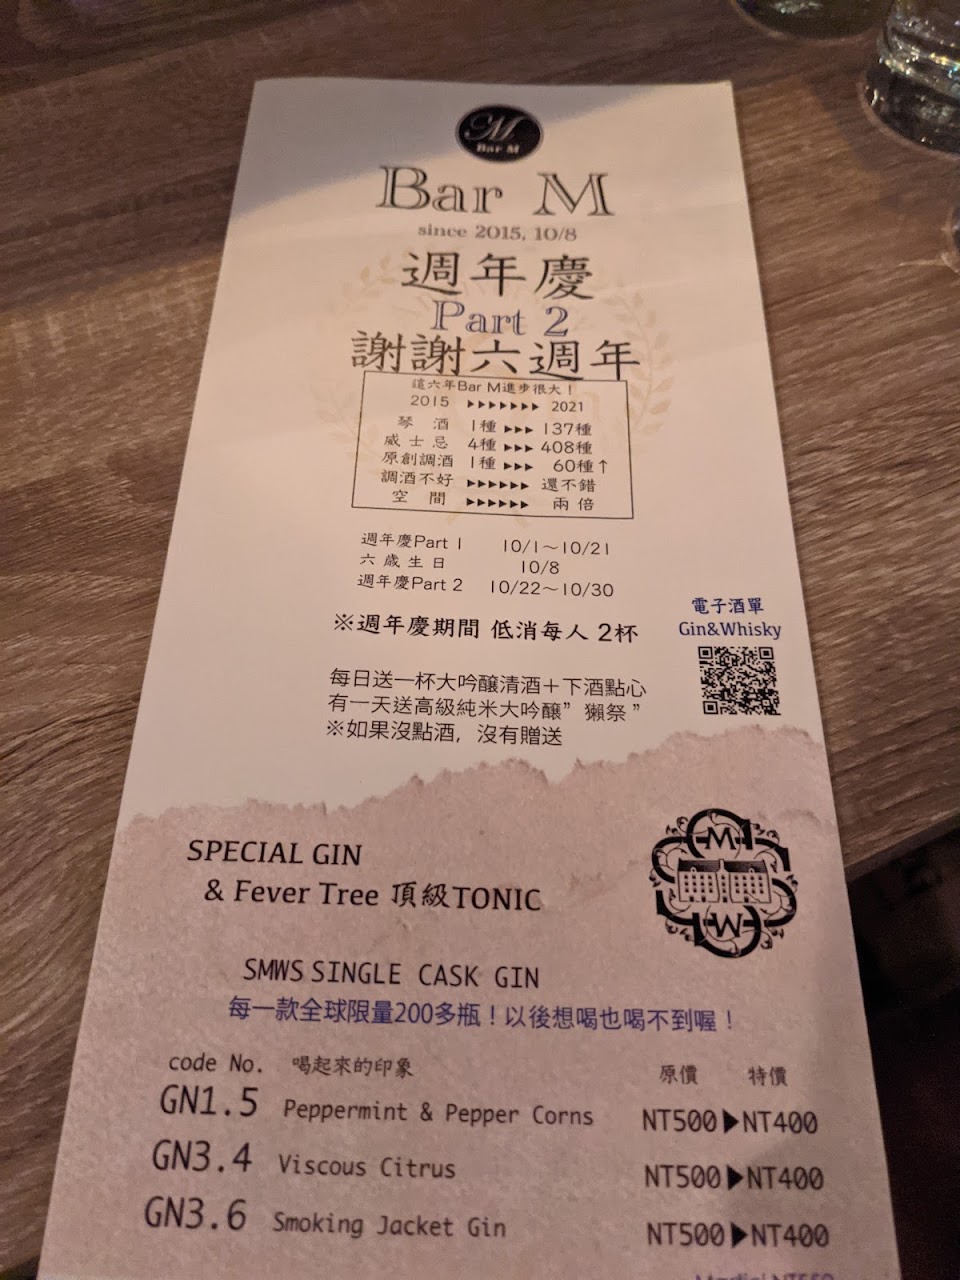 M
Bar M
Bar M
since 2015, 10/8
週年慶
Part 2
謝謝六週年
這六年Bar M進步很大！
2015 ▶▶▶▶▶▶▶ 2021
琴酒 1種 ▶▶▶ 137種
威士忌 4種 ▶▶▶ 408種
原創調酒 1種 ▶▶▶ 60種↑
調酒不好 ▶▶▶▶▶▶ 還不錯
空間 ▶▶▶▶▶▶ 兩倍
週年慶Part 1 10/1～10/21
六歲生日 10/8
週年慶Part 2 10/22～10/30
※週年慶期間 低消每人 2杯
電子酒單
Gin&Whisky
每日送一杯大吟釀清酒＋下酒點心
有一天送高級純米大吟釀”獺祭”
※如果沒點酒，沒有贈送
SPECIAL GIN
& Fever Tree 頂級TONIC
SMWS SINGLE CASK GIN
每一款全球限量200多瓶！以後想喝也喝不到喔！
code No. 喝起來的印象 原價 特價
GN1.5 Peppermint & Pepper Corns NT500▶NT400
GN3.4 Viscous Citrus NT500▶NT400
GN3.6 Smoking Jacket Gin NT500▶NT400